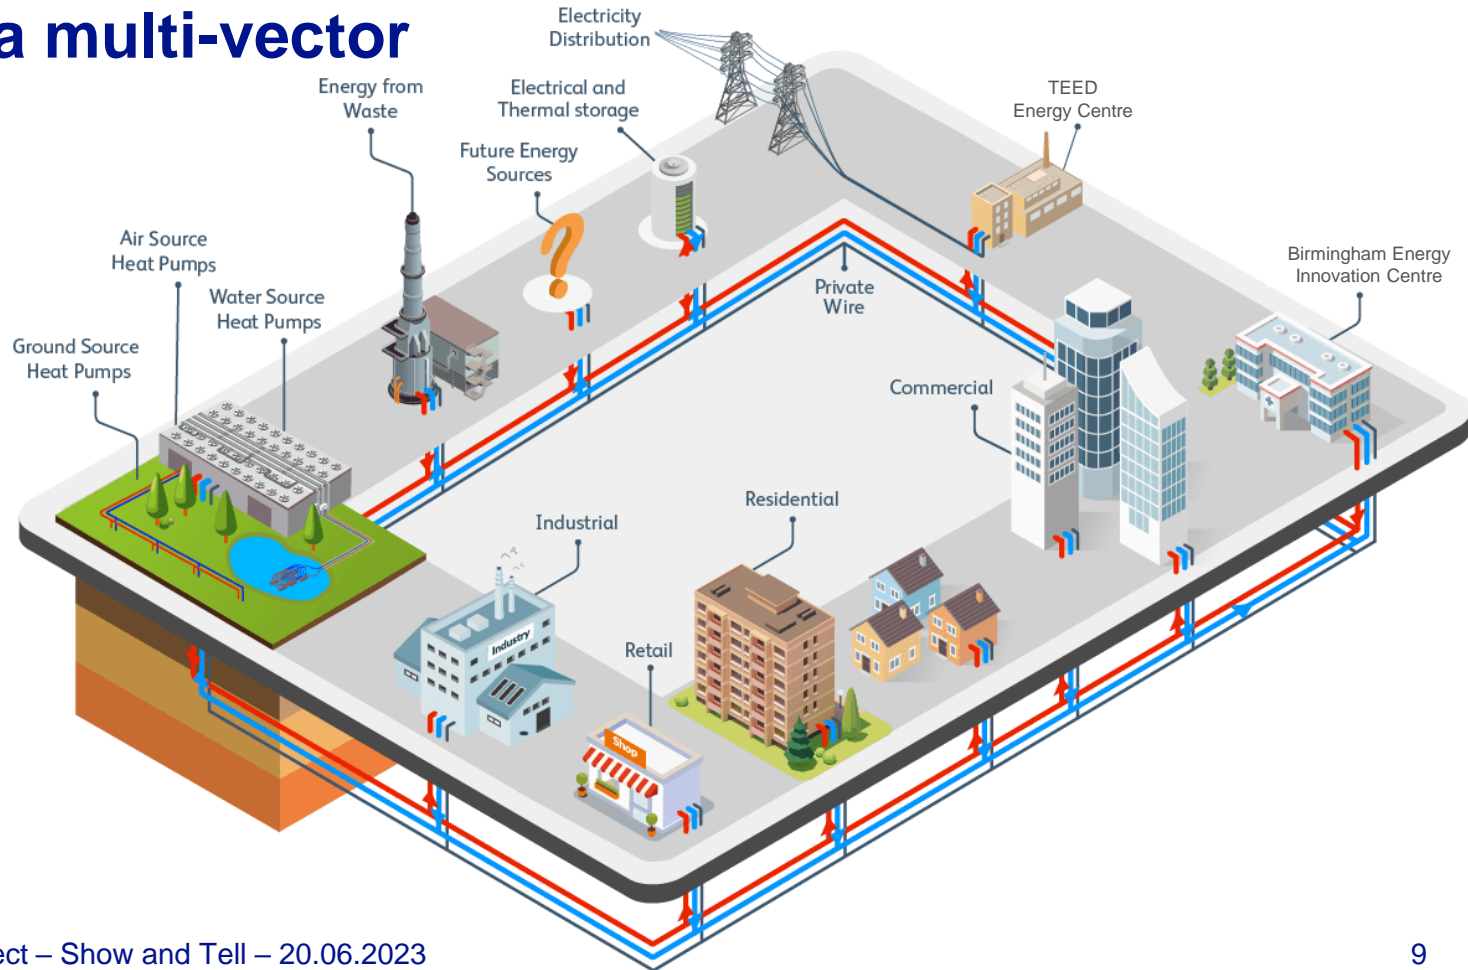 a multi-vector
Electricity
Distribution
Energy from
Waste
Electrical and
Thermal storage
TEED
Energy Centre
Future Energy
Sources
Air Source
Heat Pumps
Birmingham Energy
Innovation Centre
Water Source
Heat Pumps
Private
Wire
Ground Source
Heat Pumps
Commercial
Residential
Industrial
Industry
Retail
Shop
ect – Show and Tell – 20.06.2023
9